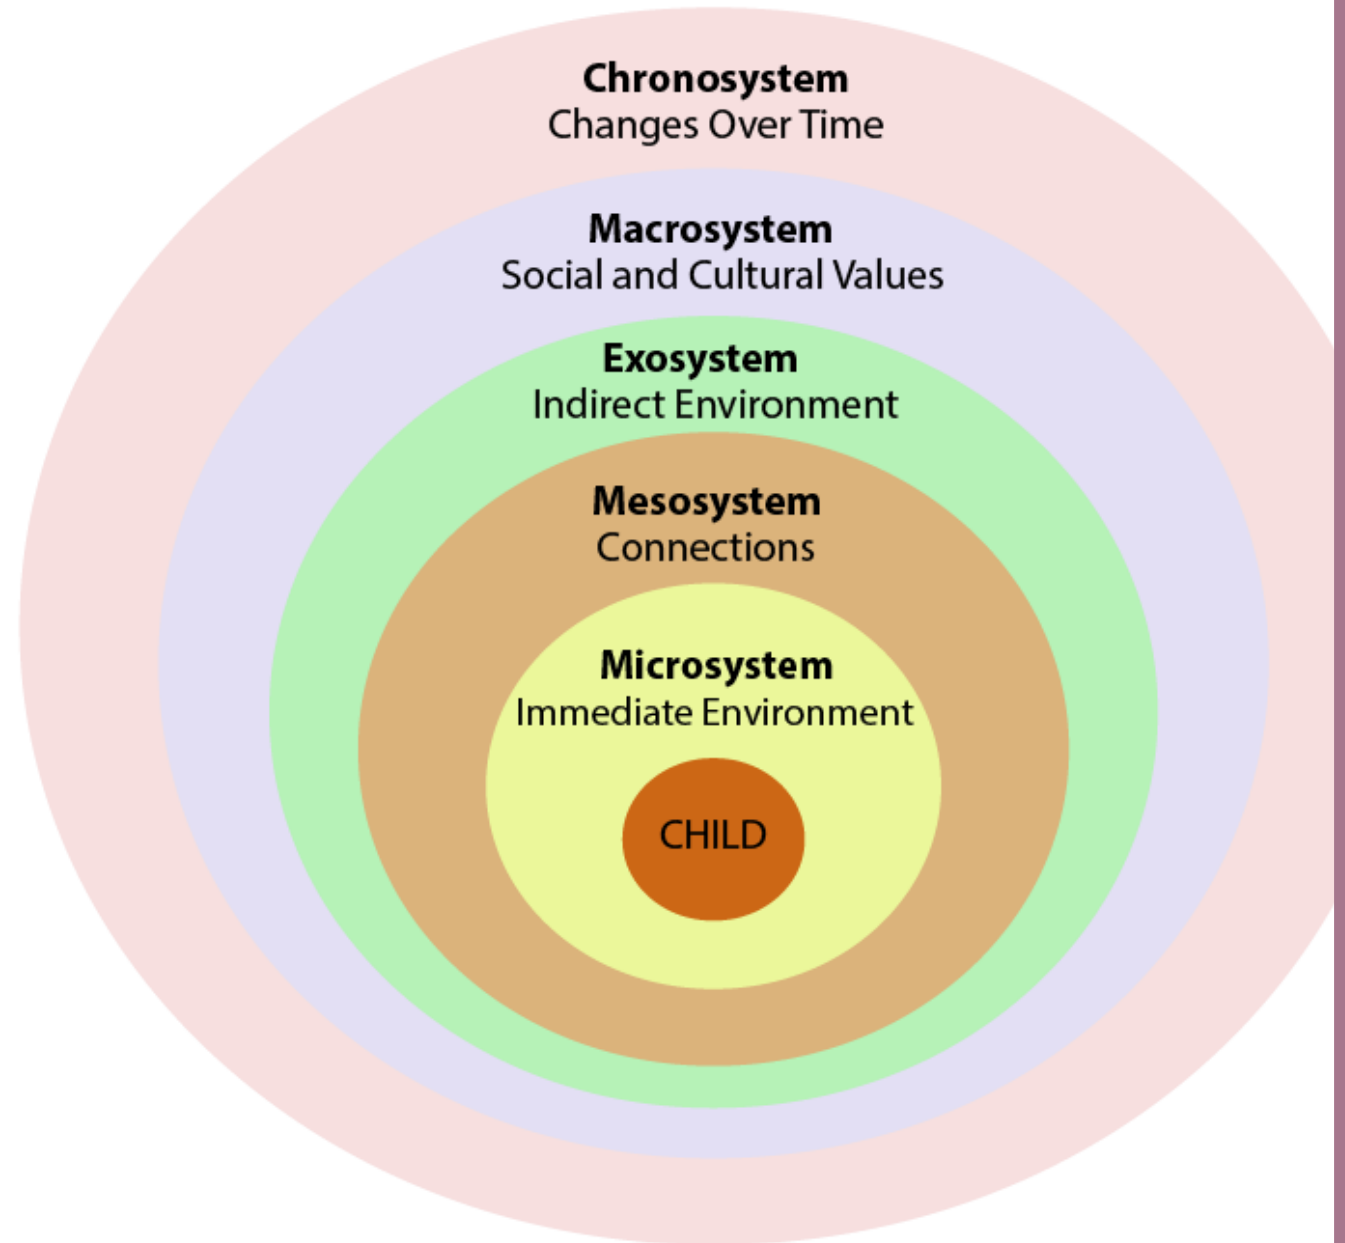 Chronosystem
Changes Over Time
Macrosystem
Social and Cultural Values
Exosystem
Indirect Environment
Mesosystem
Connections
Microsystem
Immediate Environment
CHILD